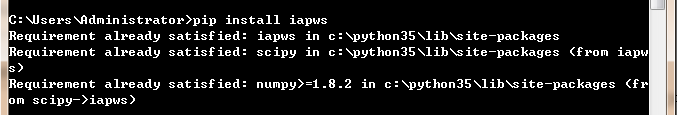 C:\Users\Administrator>pip install iapws
Requirement already satisfied: iapws in c:\python35\lib\site-packages
Requirement already satisfied: scipy in c:\python35\lib\site-packages (from iapw
s)
Requirement already satisfied: numpy>=1.8.2 in c:\python35\lib\site-packages (fr
om scipy->iapws)